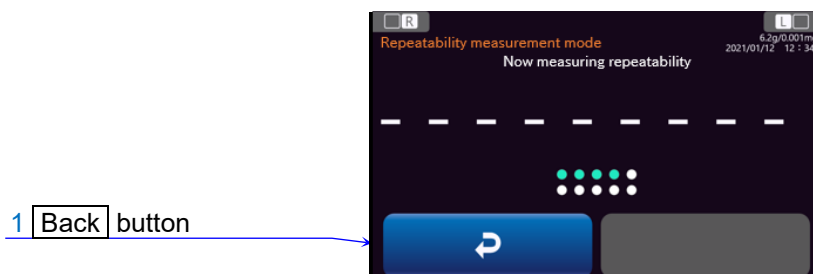 R L
Repeatability measurement mode
6.2g/0.001m
2021/01/12 12:34
Now measuring repeatability
1 Back button